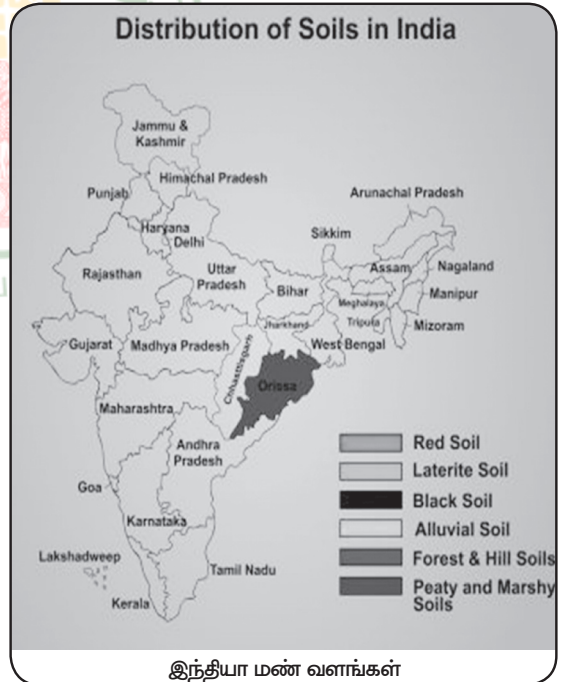 Distribution of Soils in India
Jammu &
Kashmir
Himachal Pradesh
Punjab
Arunachal Pradesh
Haryana
Delhi
Sikkim
Rajasthan
Uttar
Pradesh
Bihar
Assam
Nagaland
Meghalaya
Manipur
Jharkhand
Tripura
Mizoram
Gujarat
Madhya Pradesh
West Bengal
Chhasttisgarh
Orissa
Maharashtra
Andhra
Pradesh
Goa
Karnataka
Lakshadweep
Tamil Nadu
Kerala
Red Soil
Laterite Soil
Black Soil
Alluvial Soil
Forest & Hill Soils
Peaty and Marshy
Soils
இந்தியா மண் வளங்கள்